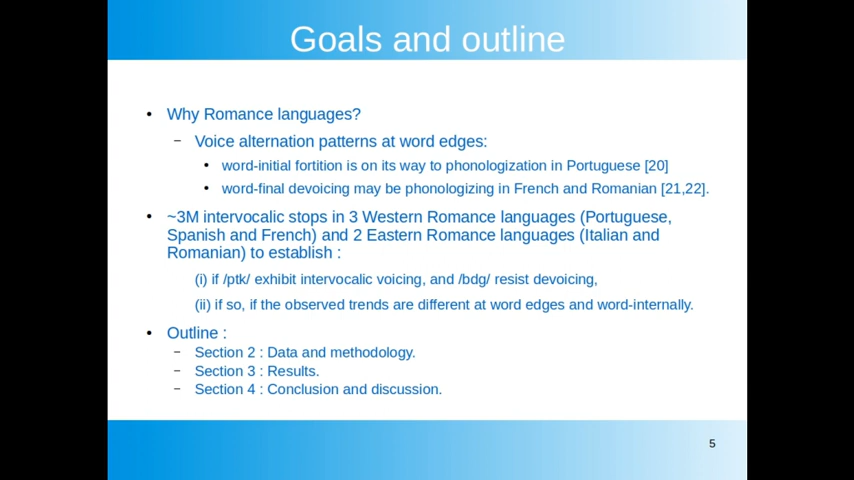 Goals and outline
• Why Romance languages?
– Voice alternation patterns at word edges:
• word-initial fortition is on its way to phonologization in Portuguese [20]
• word-final devoicing may be phonologizing in French and Romanian [21,22].
• ~3M intervocalic stops in 3 Western Romance languages (Portuguese,
Spanish and French) and 2 Eastern Romance languages (Italian and
Romanian) to establish :
(i) if /ptk/ exhibit intervocalic voicing, and /bdg/ resist devoicing,
(ii) if so, if the observed trends are different at word edges and word-internally.
• Outline :
– Section 2 : Data and methodology.
– Section 3 : Results.
– Section 4 : Conclusion and discussion.
5